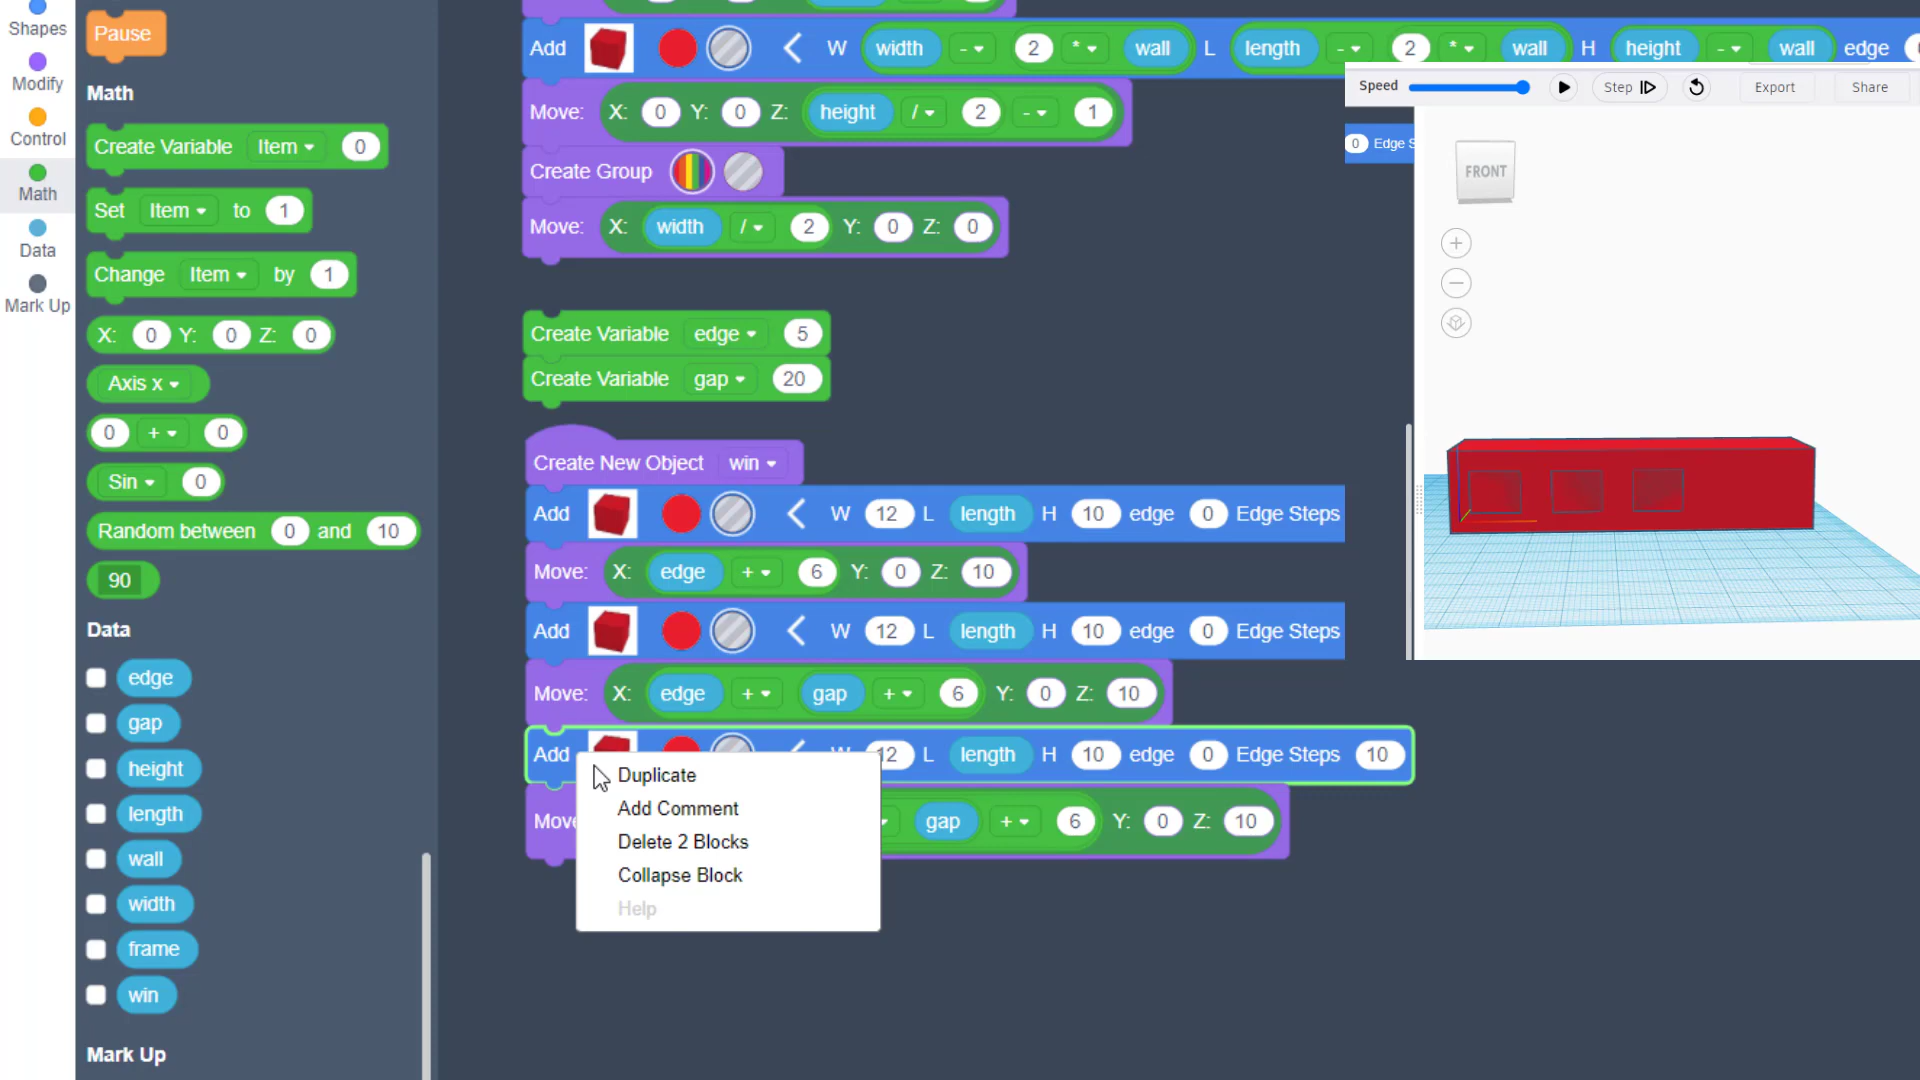 Shapes
Modify
Control
Math
Data
Mark Up
Pause
Math
Create Variable Item 0
Set Item to 1
Change Item by 1
X: 0 Y: 0 Z: 0
Axis x
0 + 0
Sin 0
Random between 0 and 10
90
Data
edge
gap
height
length
wall
width
frame
win
Mark Up
Add W width - 2 * wall L length - 2 * wall H height - wall edge
Move: X: 0 Y: 0 Z: height / 2 - 1
Create Group
Move: X: width / 2 Y: 0 Z: 0
Create Variable edge 5
Create Variable gap 20
Create New Object win
Add W 12 L length H 10 edge 0 Edge Steps
Move: X: edge + 6 Y: 0 Z: 10
Add W 12 L length H 10 edge 0 Edge Steps
Move: X: edge + gap + 6 Y: 0 Z: 10
Add 12 L length H 10 edge 0 Edge Steps 10
gap + 6 Y: 0 Z: 10
Duplicate
Add Comment
Delete 2 Blocks
Collapse Block
Help
Speed Step Export Share
0 Edge
FRONT